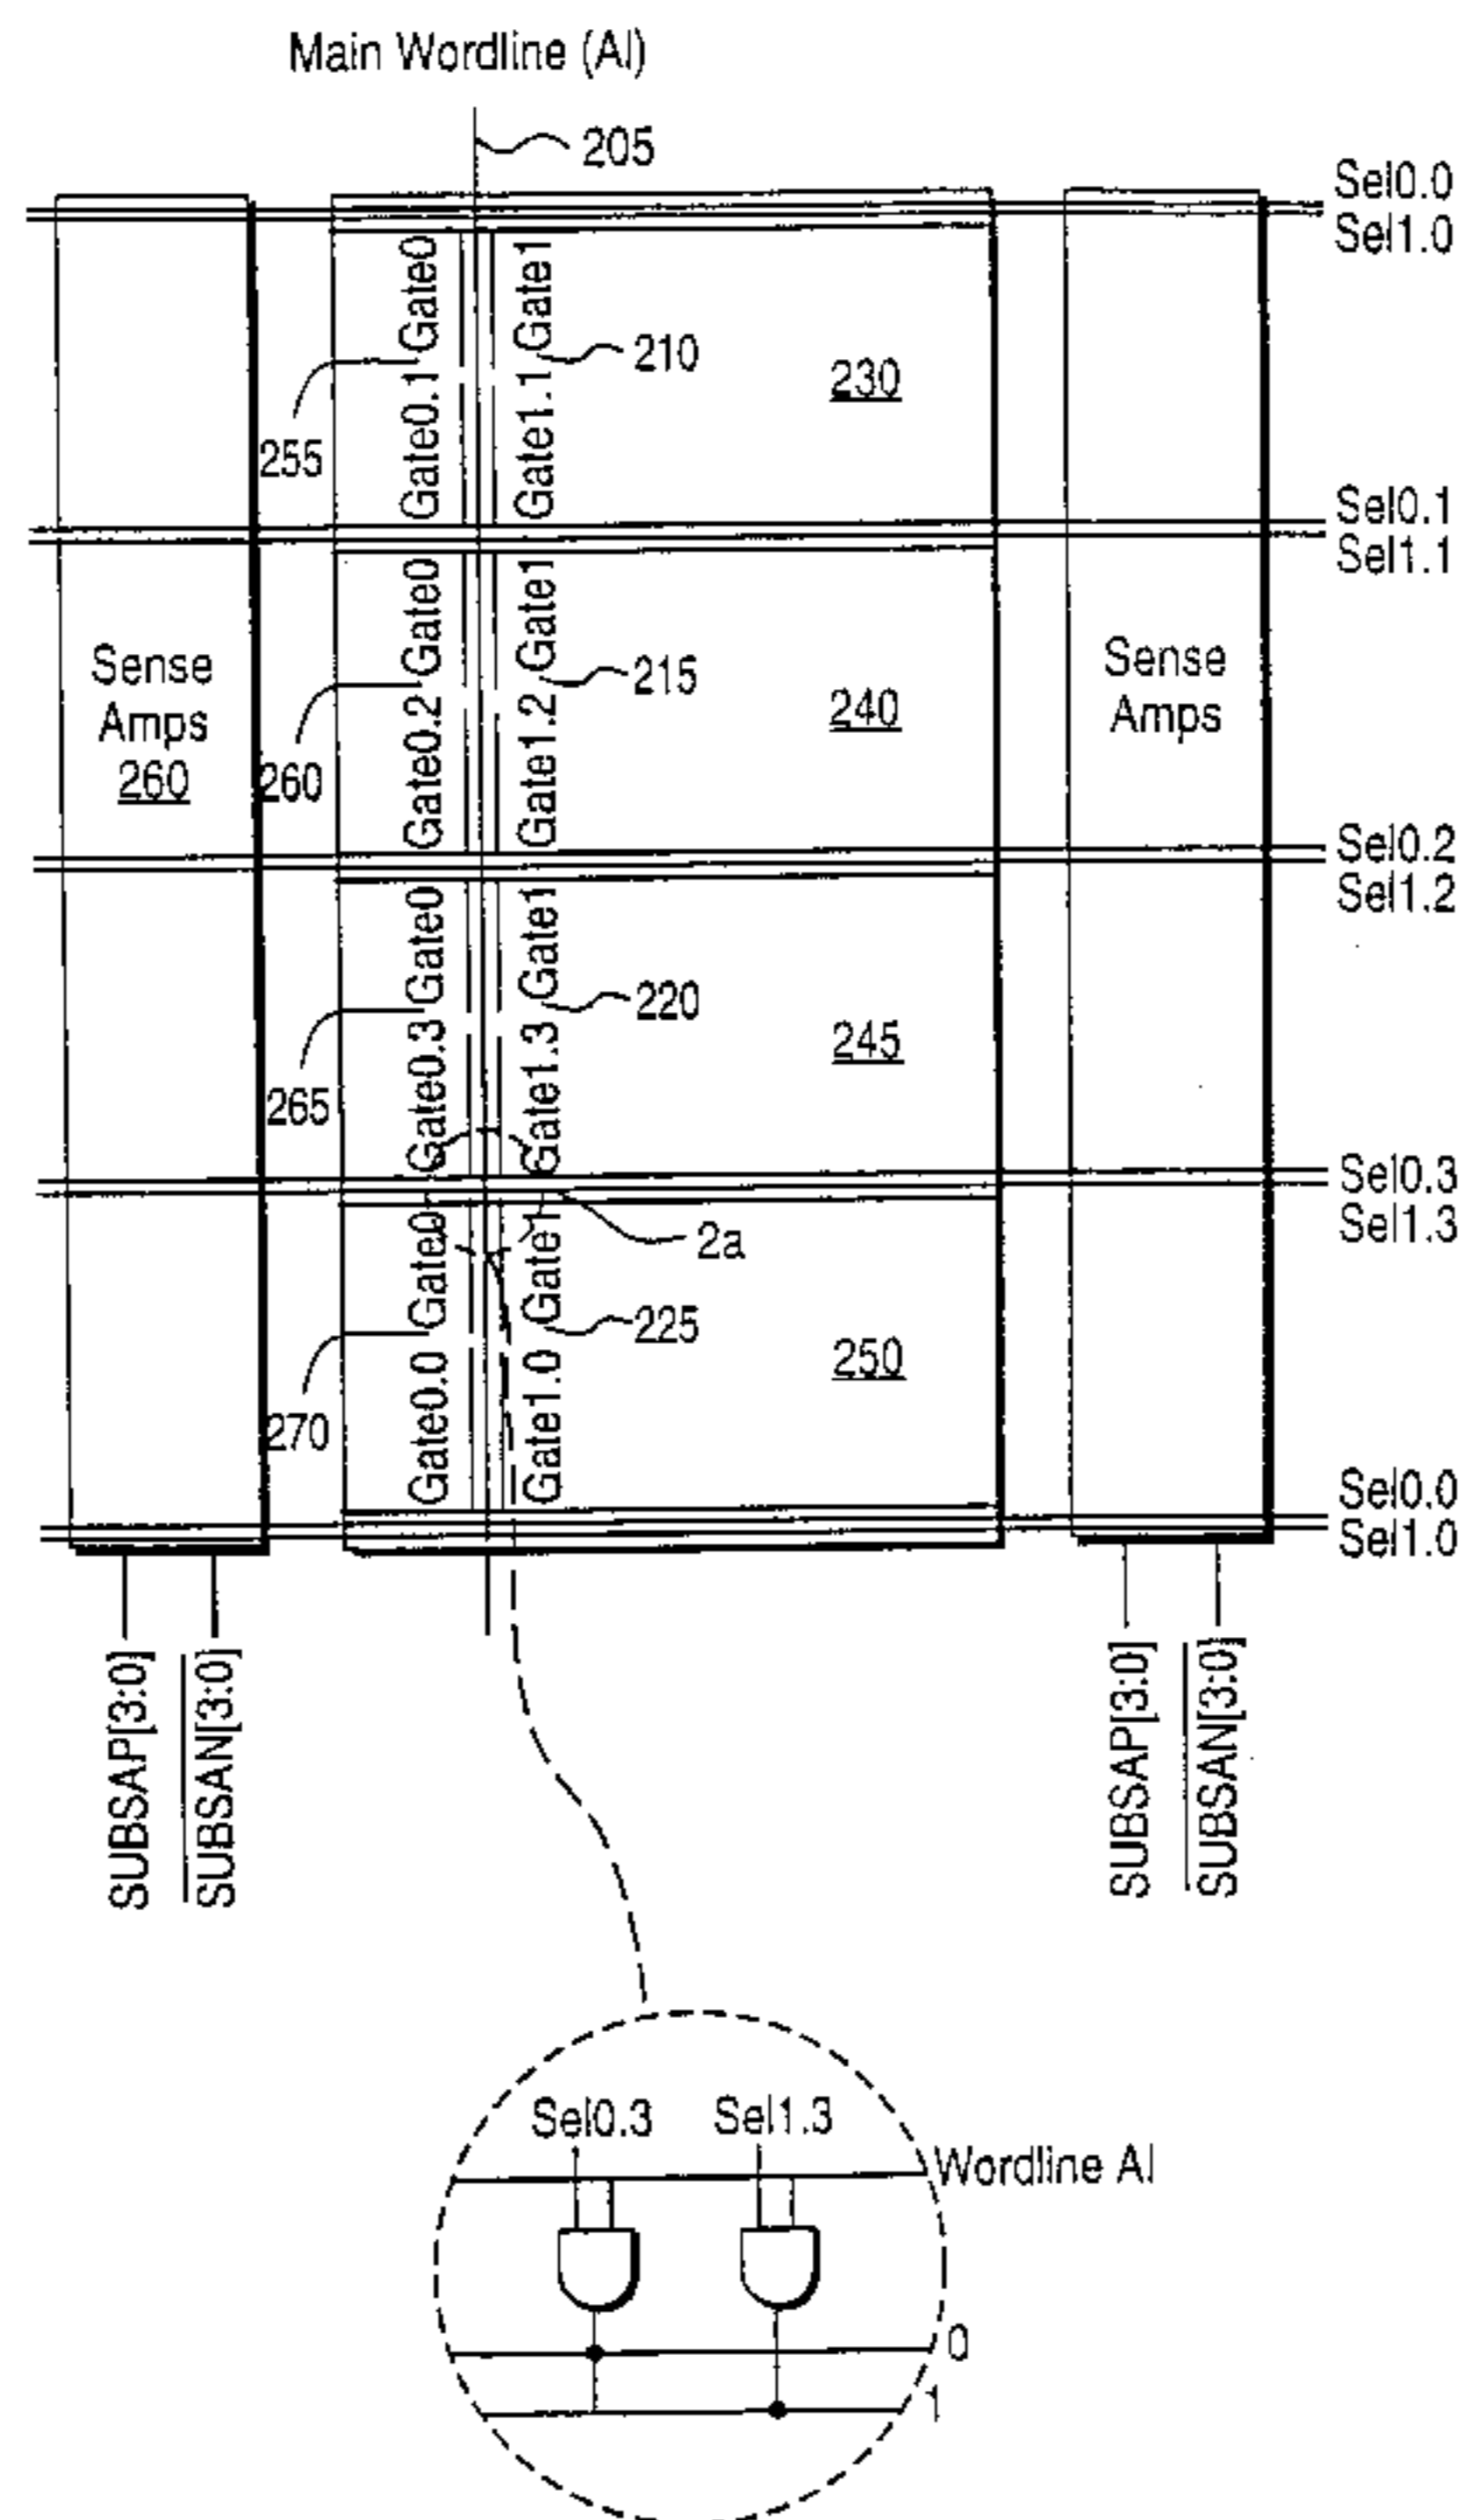 Main Wordline (Al)
205
Sel0.0
Sel1.0
Gate0
Gate1
210
230
255
Gate0.1
Gate1.1
Sel0.1
Sel1.1
Gate0
Gate1
215
Sense
Amps
260
240
Sense
Amps
260
Gate0.2
Gate1.2
Sel0.2
Sel1.2
Gate0
Gate1
220
245
265
Gate0.3
Gate1.3
Sel0.3
Sel1.3
2a
Gate0
Gate1
225
250
270
Gate0.0
Gate1.0
Sel0.0
Sel1.0
SUBSAP[3:0]
SUBSAN[3:0]
SUBSAP[3:0]
SUBSAN[3:0]
Sel0.3
Sel1.3
Wordline Al
0
1